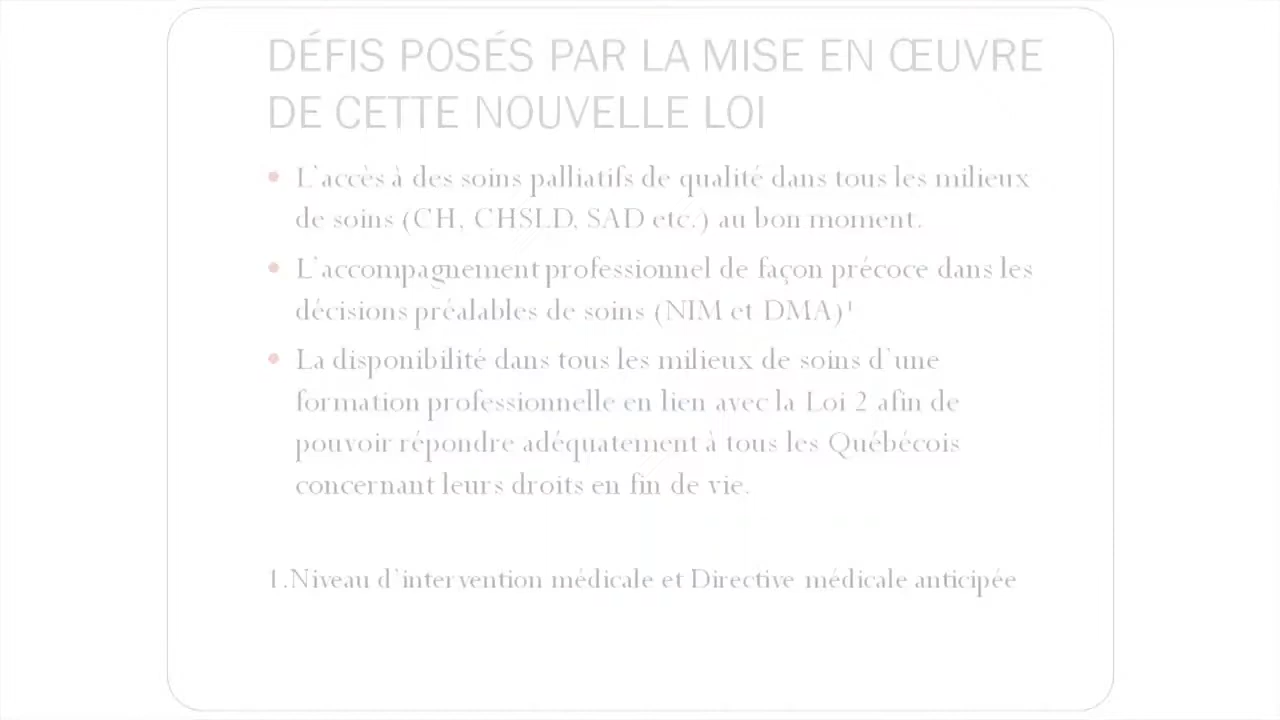 DÉFIS POSÉS PAR LA MISE EN ŒUVRE
DE CETTE NOUVELLE LOI
• L'accès à des soins palliatifs de qualité dans tous les milieux
de soins (CH, CHSLD, SAD etc.) au bon moment.
• L'accompagnement professionnel de façon précoce dans les
décisions préalables de soins (NIM et DMA)¹
• La disponibilité dans tous les milieux de soins d'une
formation professionnelle en lien avec la Loi 2 afin de
pouvoir répondre adéquatement à tous les Québécois
concernant leurs droits en fin de vie.
1.Niveau d'intervention médicale et Directive médicale anticipée